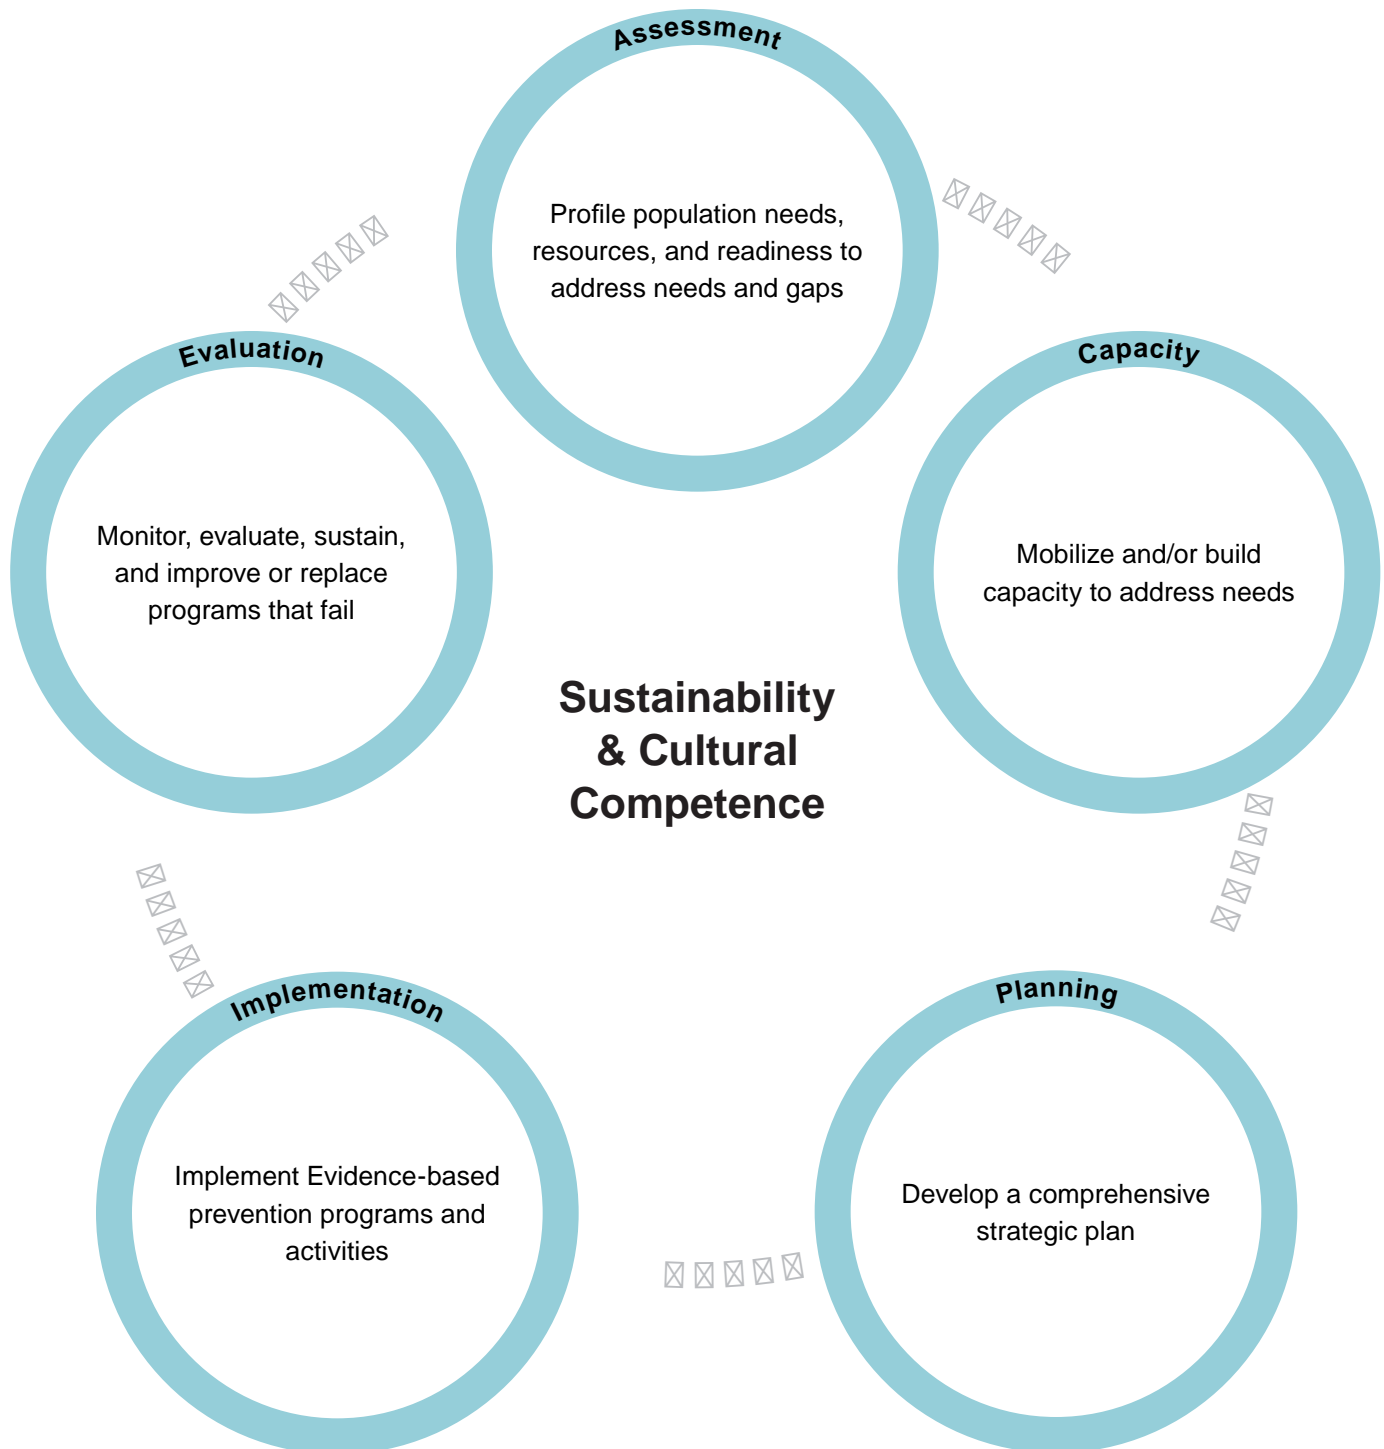 Assessment
Profile population needs,
resources, and readiness to
address needs and gaps
Capacity
Mobilize and/or build
capacity to address needs
Planning
Develop a comprehensive
strategic plan
Implementation
Implement Evidence-based
prevention programs and
activities
Evaluation
Monitor, evaluate, sustain,
and improve or replace
programs that fail
Sustainability
& Cultural
Competence